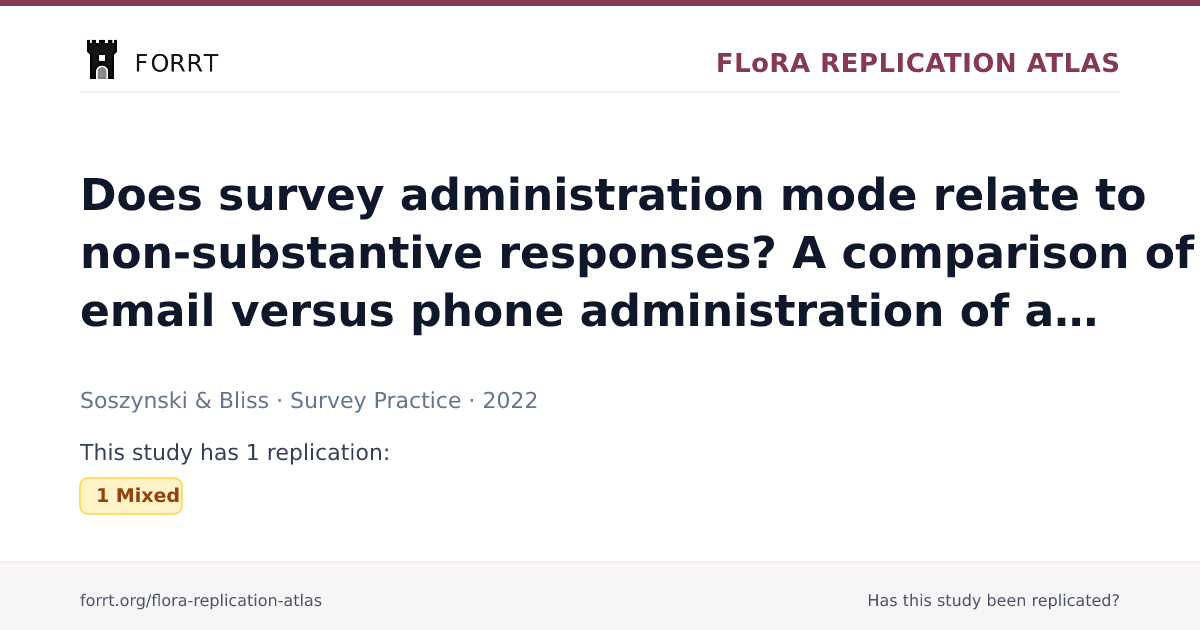 FORRT
FLoRA REPLICATION ATLAS
Does survey administration mode relate to
non-substantive responses? A comparison of
email versus phone administration of a…
Soszynski & Bliss · Survey Practice · 2022
This study has 1 replication:
1 Mixed
forrt.org/flora-replication-atlas
Has this study been replicated?